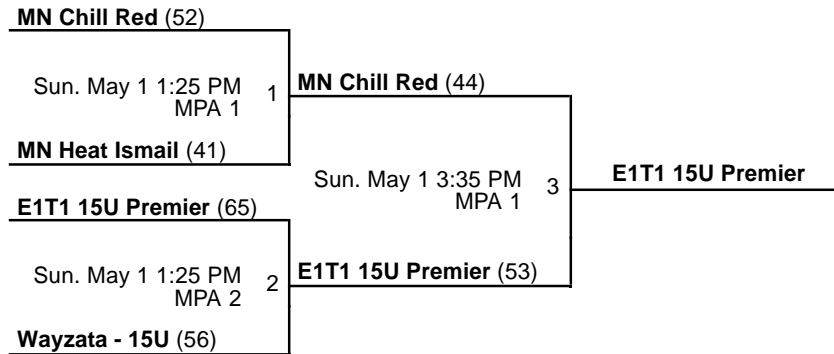 MN Chill Red (52)
Sun. May 1 1:25 PM
MPA 1
1
MN Heat Ismail (41)
MN Chill Red (44)
E1T1 15U Premier (65)
Sun. May 1 1:25 PM
MPA 2
2
Wayzata - 15U (56)
E1T1 15U Premier (53)
Sun. May 1 3:35 PM
MPA 1
3
E1T1 15U Premier